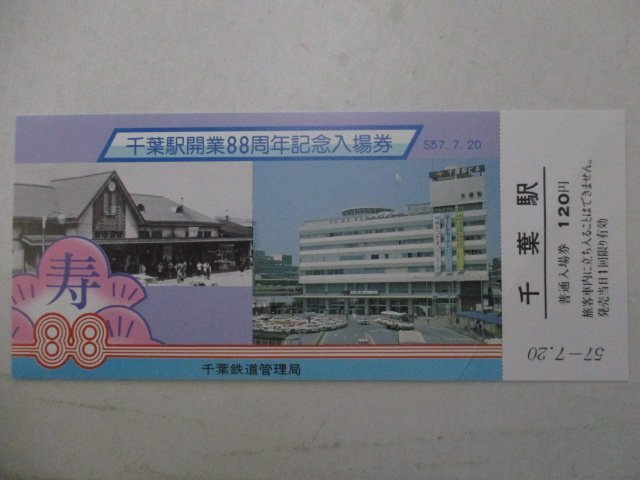 千葉駅開業88周年記念入場券
S57.7.20
寿
88
千葉鉄道管理局
千葉駅
普通入場券 120円
旅客車内に立ち入ることはできません。
発売当日1回限り有効
57-7.20